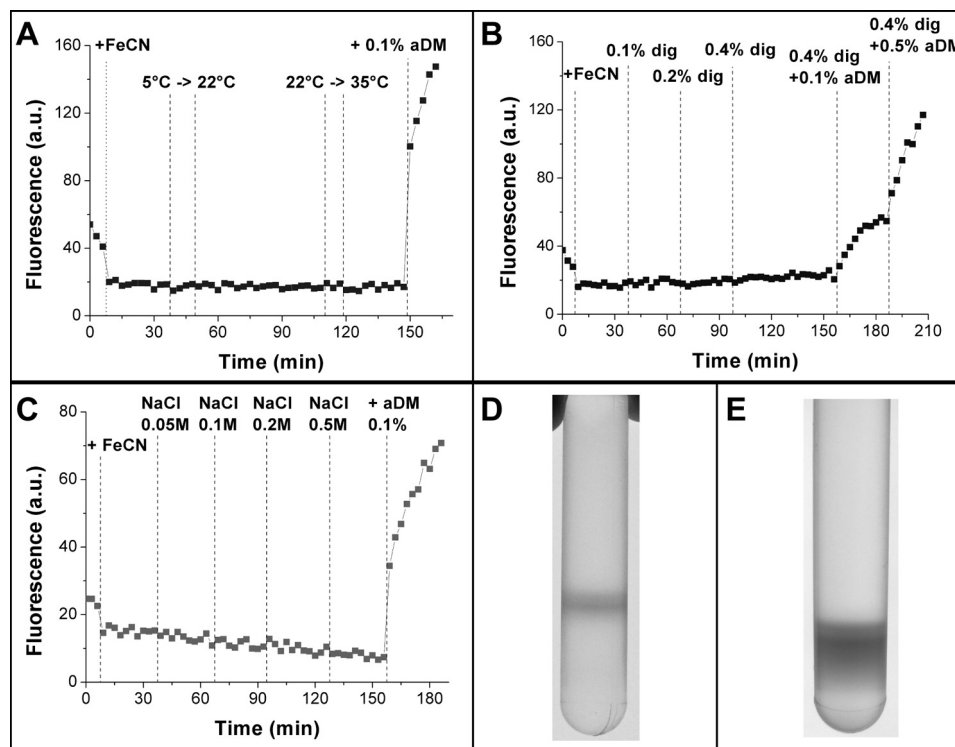 A
+FeCN
+ 0.1% aDM
5°C -> 22°C
22°C -> 35°C
Fluorescence (a.u.)
160
120
80
40
0
0 30 60 90 120 150
Time (min)
B
+FeCN
0.1% dig
0.2% dig
0.4% dig
0.4% dig
+0.1% aDM
0.4% dig
+0.5% aDM
Fluorescence (a.u.)
160
120
80
40
0
0 30 60 90 120 150 180 210
Time (min)
C
+ FeCN
NaCl
0.05M
NaCl
0.1M
NaCl
0.2M
NaCl
0.5M
+ aDM
0.1%
Fluorescence (a.u.)
80
60
40
20
0
0 30 60 90 120 150 180
Time (min)
D
E